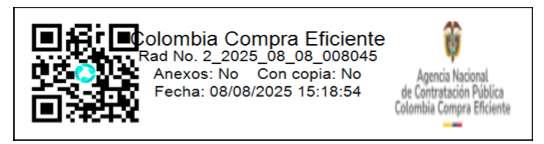 Colombia Compra Eficiente
Rad No. 2_2025_08_08_008045
Anexos: No Con copia: No
Fecha: 08/08/2025 15:18:54
Agencia Nacional
de Contratación Pública
Colombia Compra Eficiente